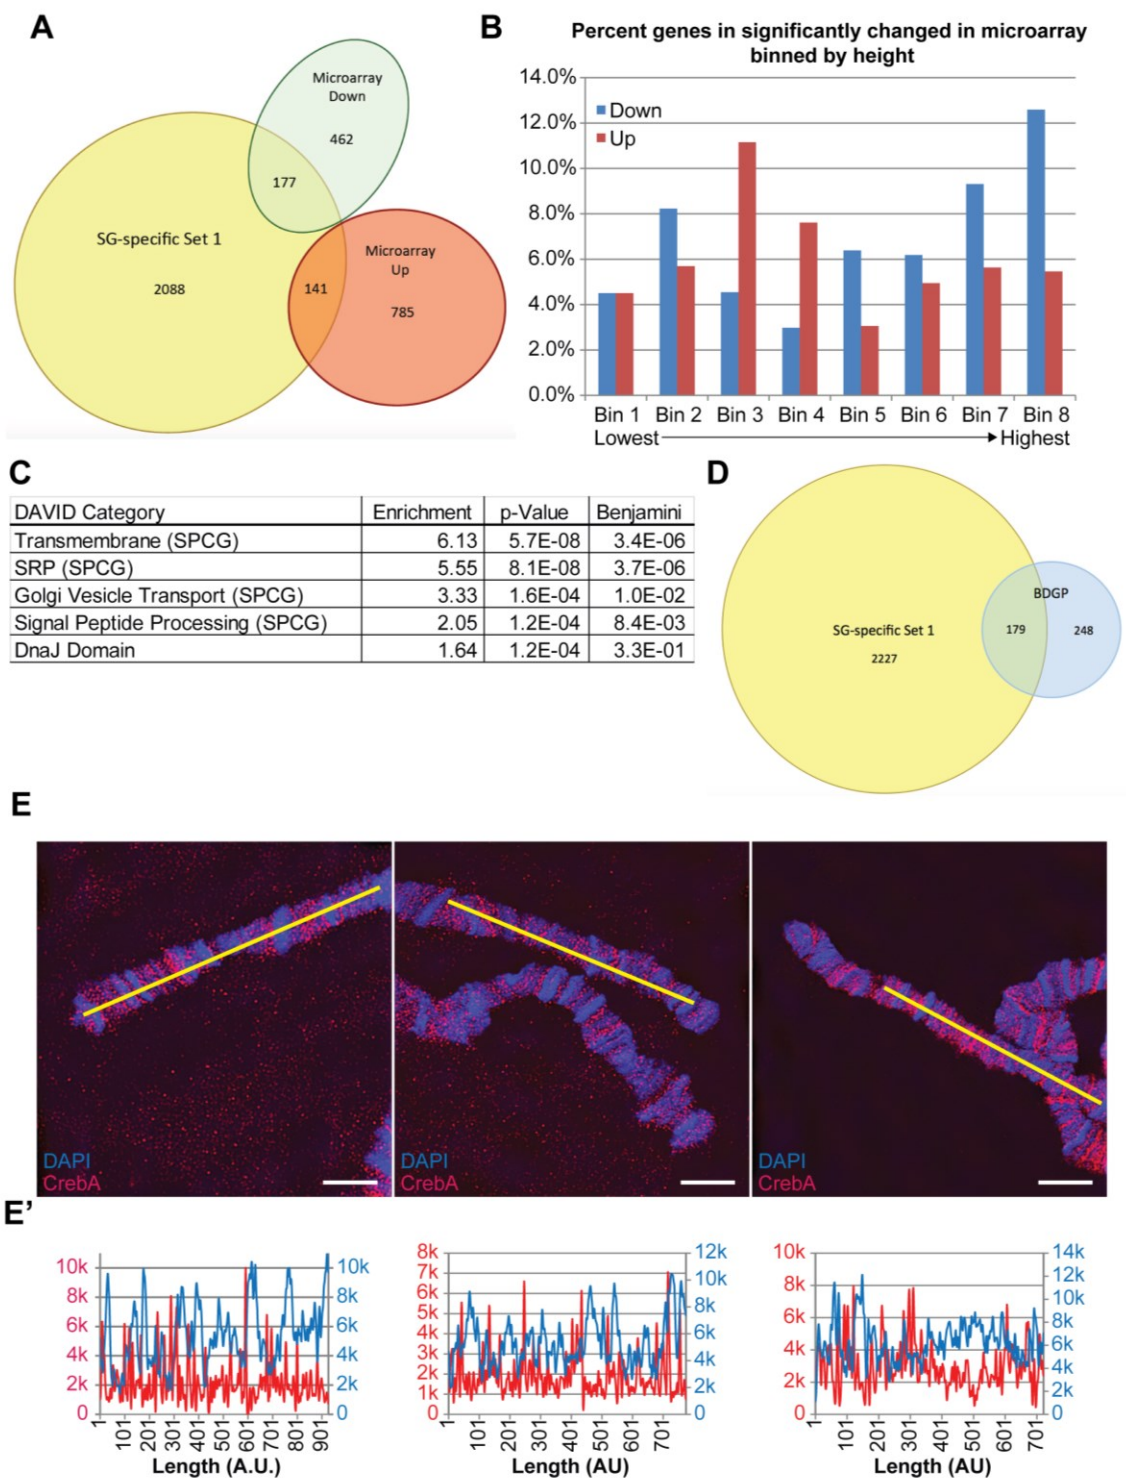 A
Microarray
Down
462
177
SG-specific Set 1
2088
Microarray
Up
141
785
B
Percent genes in significantly changed in microarray
binned by height
14.0%
12.0%
10.0%
8.0%
6.0%
4.0%
2.0%
0.0%
Down
Up
Bin 1 Bin 2 Bin 3 Bin 4 Bin 5 Bin 6 Bin 7 Bin 8
Lowest Highest
C
DAVID Category Enrichment p-Value Benjamini
Transmembrane (SPCG) 6.13 5.7E-08 3.4E-06
SRP (SPCG) 5.55 8.1E-08 3.7E-06
Golgi Vesicle Transport (SPCG) 3.33 1.6E-04 1.0E-02
Signal Peptide Processing (SPCG) 2.05 1.2E-04 8.4E-03
DnaJ Domain 1.64 1.2E-04 3.3E-01
D
BDGP
SG-specific Set 1
2227
179
248
E
DAPI
CrebA
DAPI
CrebA
DAPI
CrebA
E’
10k
8k
6k
4k
2k
0
10k
8k
6k
4k
2k
0
1 101 201 301 401 501 601 701 801 901
Length (A.U.)
8k
7k
6k
5k
4k
3k
2k
1k
0
12k
10k
8k
6k
4k
2k
0
1 101 201 301 401 501 601 701
Length (AU)
10k
8k
6k
4k
2k
0
14k
12k
10k
8k
6k
4k
2k
0
1 101 201 301 401 501 601 701
Length (AU)